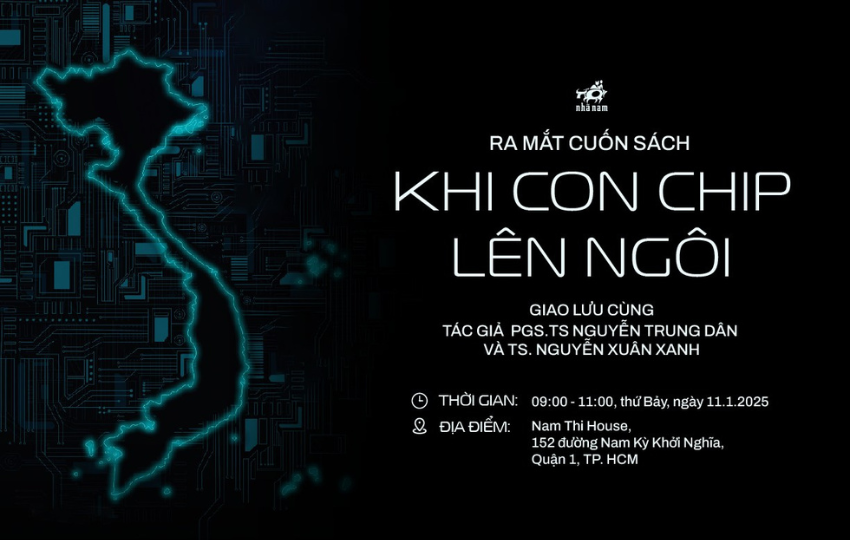 nhã nam
RA MẮT CUỐN SÁCH
KHI CON CHIP
LÊN NGÔI
GIAO LƯU CÙNG
TÁC GIẢ PGS.TS NGUYỄN TRUNG DÂN
VÀ TS. NGUYỄN XUÂN XANH
THỜI GIAN: 09:00 - 11:00, thứ Bảy, ngày 11.1.2025
ĐỊA ĐIỂM: Nam Thi House,
152 đường Nam Kỳ Khởi Nghĩa,
Quận 1, TP. HCM